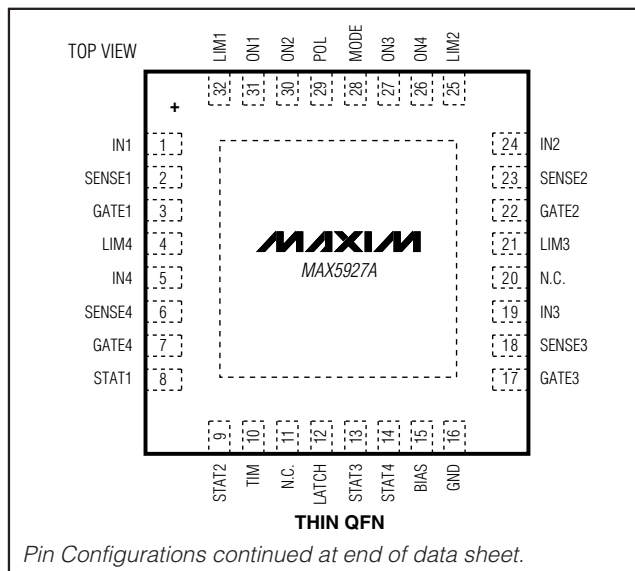 TOP VIEW
LIM1
ON1
ON2
POL
MODE
ON3
ON4
LIM2
32
31
30
29
28
27
26
25
+
IN1 1
SENSE1 2
GATE1 3
LIM4 4
IN4 5
SENSE4 6
GATE4 7
STAT1 8
MAXIM
MAX5927A
24 IN2
23 SENSE2
22 GATE2
21 LIM3
20 N.C.
19 IN3
18 SENSE3
17 GATE3
9
10
11
12
13
14
15
16
STAT2
TIM
N.C.
LATCH
STAT3
STAT4
BIAS
GND
THIN QFN
Pin Configurations continued at end of data sheet.